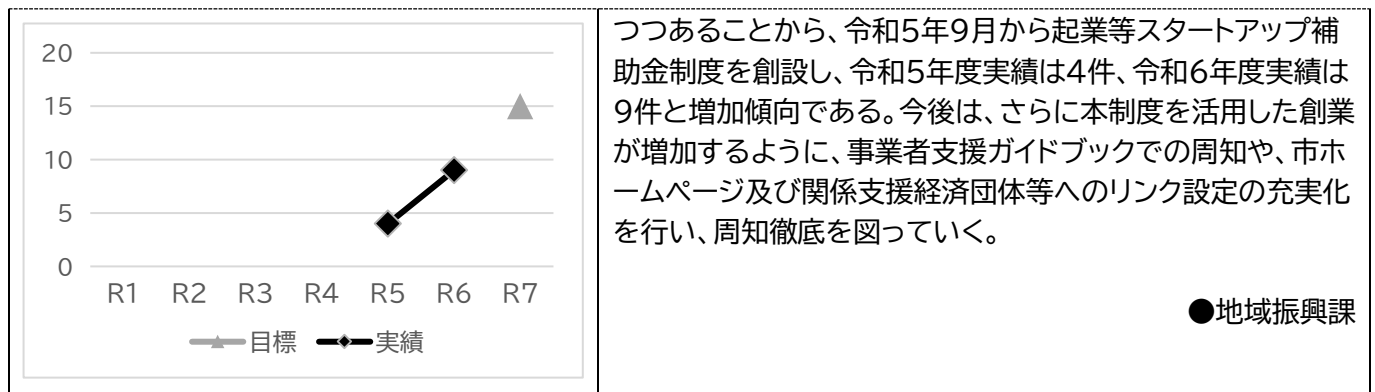 20
15
10
5
0
R1 R2 R3 R4 R5 R6 R7
目標 実績
つつあることから、令和5年9月から起業等スタートアップ補
助金制度を創設し、令和5年度実績は4件、令和6年度実績は
9件と増加傾向である。今後は、さらに本制度を活用した創業
が増加するように、事業者支援ガイドブックでの周知や、市ホ
ームページ及び関係支援経済団体等へのリンク設定の充実化
を行い、周知徹底を図っていく。
●地域振興課